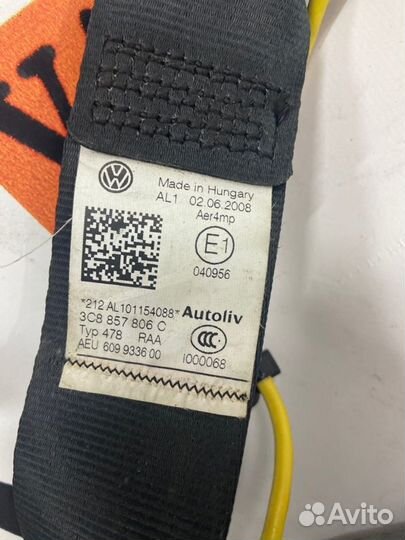 Made in Hungary
AL1 02.06.2008
Aer4mp
E1
040956
*212 AL101154088* Autoliv
3C8 857 806 C
Typ 478 RAA
AEU 609 9336 00
CCC
I000068
Avito